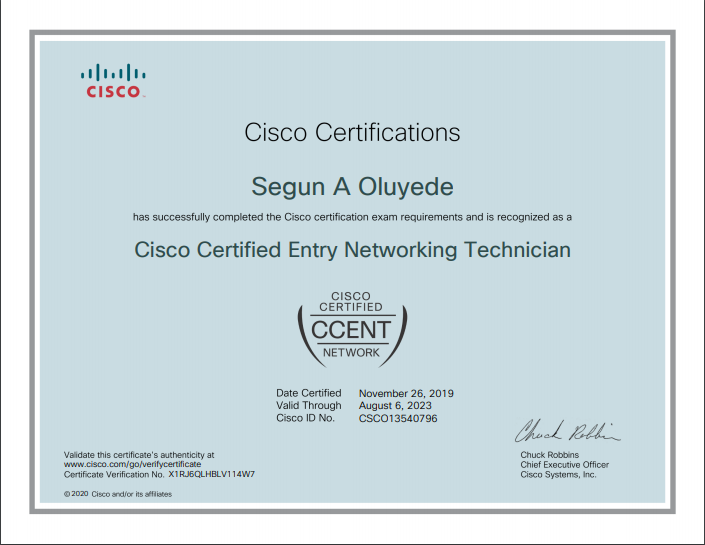 CISCO™
Cisco Certifications
Segun A Oluyede
has successfully completed the Cisco certification exam requirements and is recognized as a
Cisco Certified Entry Networking Technician
CISCO
CERTIFIED
CCENT
NETWORK
Date Certified November 26, 2019
Valid Through August 6, 2023
Cisco ID No. CSCO13540796
Chuck Robbins
Validate this certificate's authenticity at
www.cisco.com/go/verifycertificate
Certificate Verification No. X1RJ6QLHBLV114W7
Chuck Robbins
Chief Executive Officer
Cisco Systems, Inc.
© 2020 Cisco and/or its affiliates